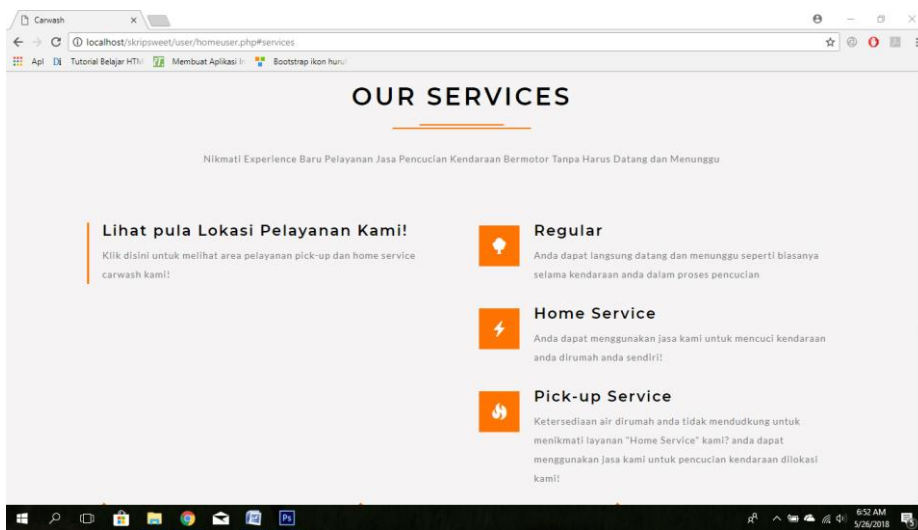 Carwash
localhost/skripsweet/user/homeuser.php#services
Apl Tutorial Belajar HTM Membuat Aplikasi In Bootstrap ikon huru
OUR SERVICES
Nikmati Experience Baru Pelayanan Jasa Pencucian Kendaraan Bermotor Tanpa Harus Datang dan Menunggu
Lihat pula Lokasi Pelayanan Kami!
Klik disini untuk melihat area pelayanan pick-up dan home service
carwash kami!
Regular
Anda dapat langsung datang dan menunggu seperti biasanya
selama kendaraan anda dalam proses pencucian
Home Service
Anda dapat menggunakan jasa kami untuk mencuci kendaraan
anda dirumah anda sendiri!
Pick-up Service
Ketersediaan air dirumah anda tidak mendudkung untuk
menikmati layanan "Home Service" kami? anda dapat
menggunakan jasa kami untuk pencucian kendaraan dilokasi
kami!
Ps
6:52 AM
5/26/2018